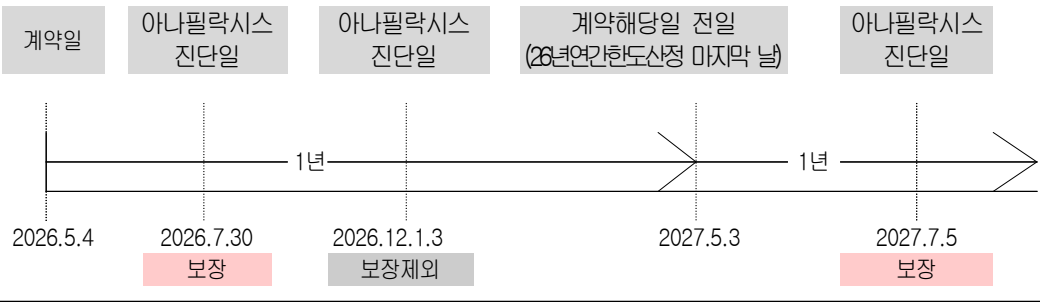 계약일
아나필락시스
진단일
아나필락시스
진단일
계약해당일 전일
(26년연간한도산정 마지막 날)
아나필락시스
진단일
1년
1년
2026.5.4
2026.7.30
2026.12.1.3
2027.5.3
2027.7.5
보장
보장제외
보장